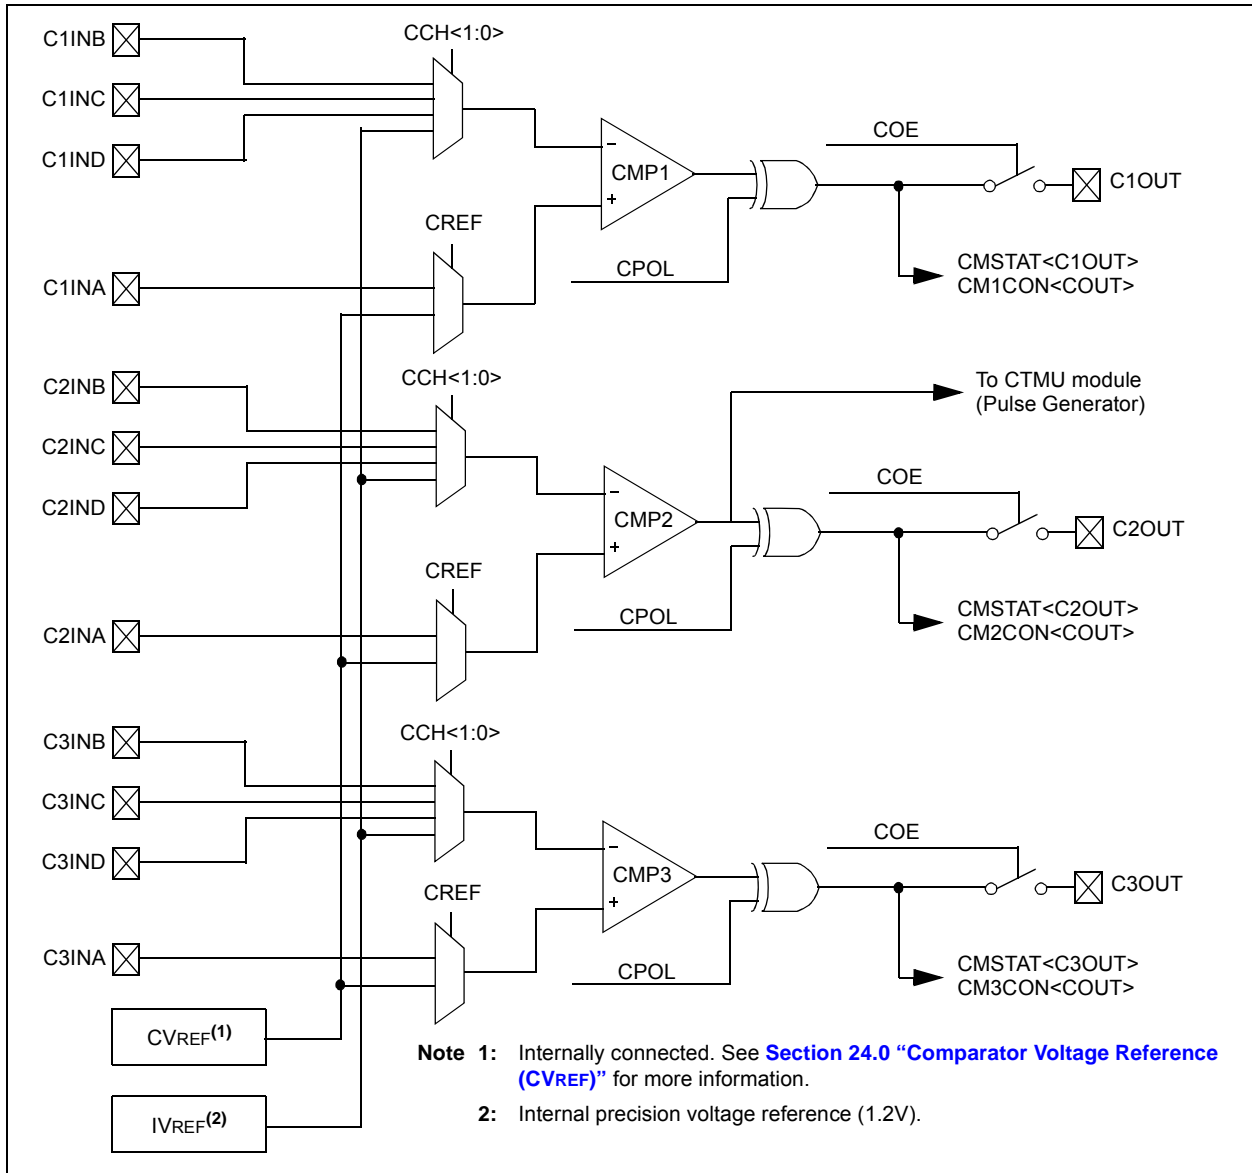 C1INB
CCH<1:0>
C1INC
C1IND
COE
CMP1
C1OUT
CREF
CPOL
C1INA
CMSTAT<C1OUT>
CM1CON<COUT>
C2INB
CCH<1:0>
To CTMU module
(Pulse Generator)
C2INC
C2IND
COE
CMP2
C2OUT
CREF
CPOL
C2INA
CMSTAT<C2OUT>
CM2CON<COUT>
C3INB
CCH<1:0>
C3INC
C3IND
COE
CMP3
C3OUT
CREF
CPOL
C3INA
CMSTAT<C3OUT>
CM3CON<COUT>
CVREF(1)
IVREF(2)
Note 1: Internally connected. See Section 24.0 “Comparator Voltage Reference
(CVREF)” for more information.
2: Internal precision voltage reference (1.2V).